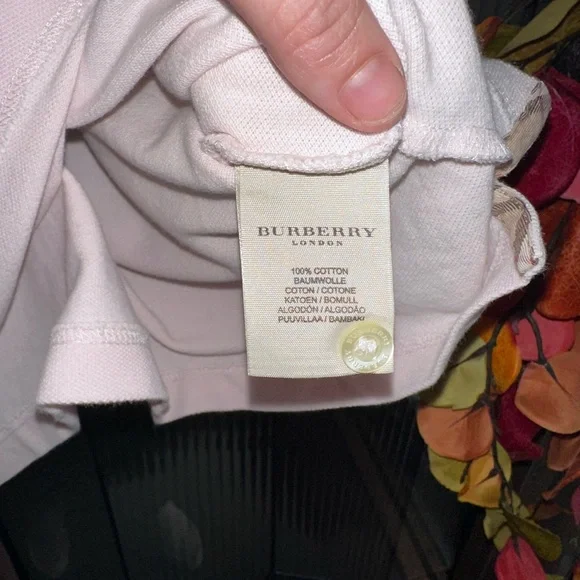 BURBERRY
LONDON
100% COTTON
BAUMWOLLE
COTON / COTONE
KATOEN / BOMULL
ALGODÓN / ALGODÃO
PUUVILLAA / BAMBAKI